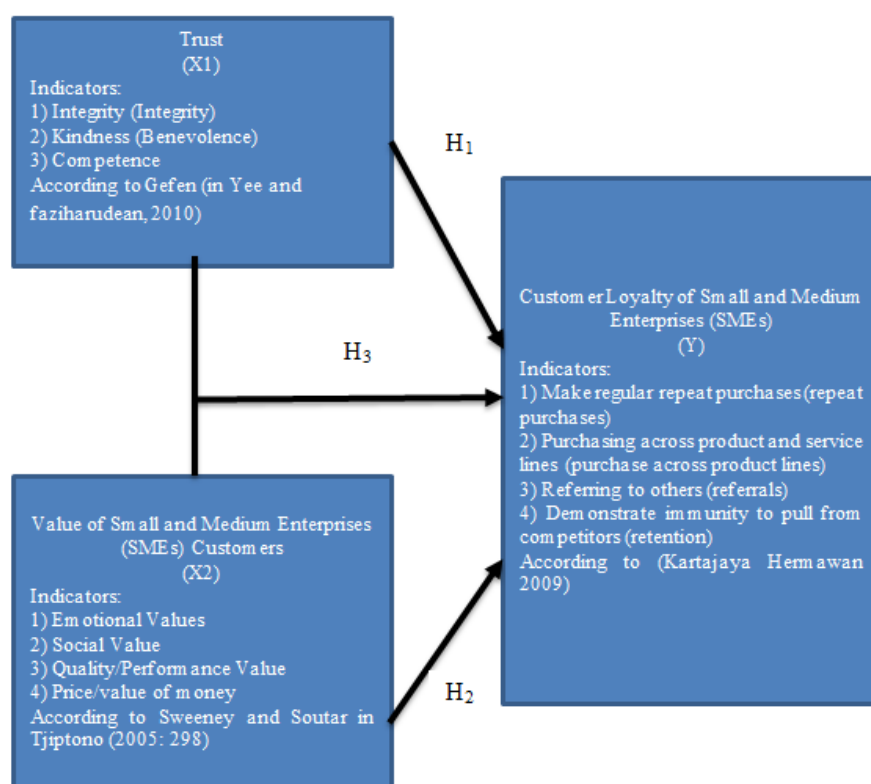 Trust
(X1)
Indicators:
1) Integrity (Integrity)
2) Kindness (Benevolence)
3) Competence
According to Gefen (in Yee and
faziharudean, 2010)
H₁
H₃
Customer Loyalty of Small and Medium
Enterprises (SMEs)
(Y)
Indicators:
1) Make regular repeat purchases (repeat
purchases)
2) Purchasing across product and service
lines (purchase across product lines)
3) Referring to others (referrals)
4) Demonstrate immunity to pull from
competitors (retention)
According to (Kartajaya Hermawan
2009)
Value of Small and Medium Enterprises
(SMEs) Customers
(X2)
Indicators:
1) Emotional Values
2) Social Value
3) Quality/Performance Value
4) Price/value of money
According to Sweeney and Soutar in
Tjiptono (2005: 298)
H₂